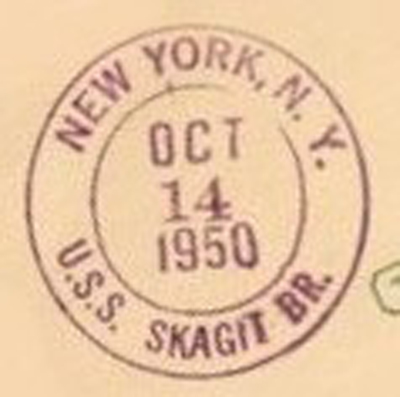 NEW YORK, N. Y.
OCT
14
1950
U.S.S. SKAGIT BR.